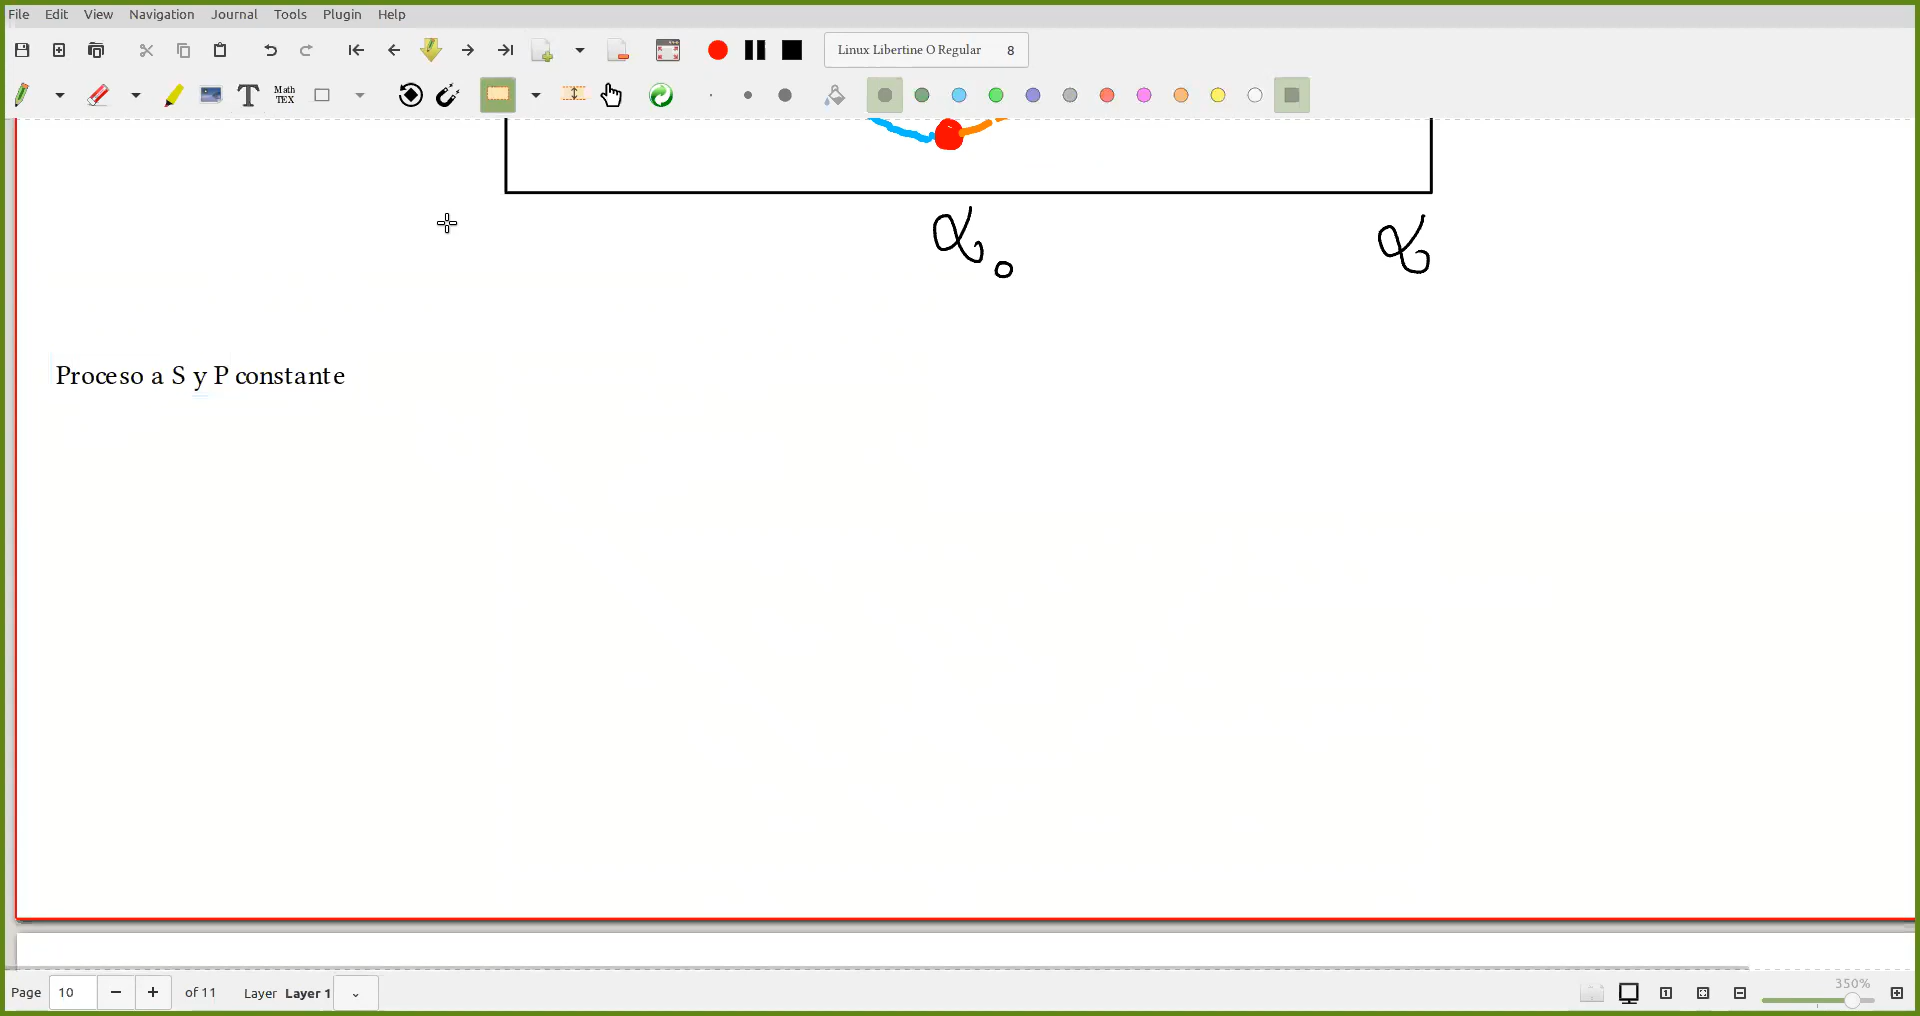 File Edit View Navigation Journal Tools Plugin Help
Linux Libertine O Regular 8
Math TEX
α₀ α
Proceso a S y P constante
350%
Page 10 of 11 Layer Layer 1